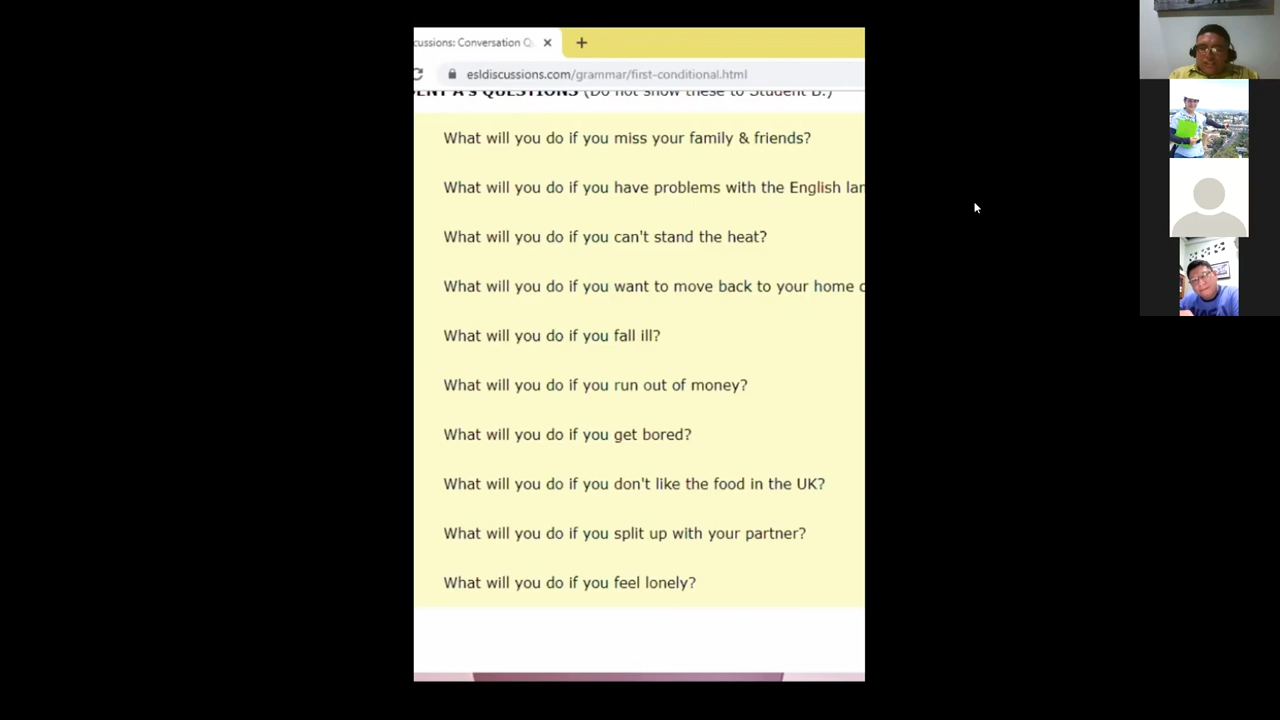 cussions: Conversation Q
esldiscussions.com/grammar/first-conditional.html
DENT A's QUESTIONS (Do not show these to Student B.)
What will you do if you miss your family & friends?
What will you do if you have problems with the English lan
What will you do if you can't stand the heat?
What will you do if you want to move back to your home c
What will you do if you fall ill?
What will you do if you run out of money?
What will you do if you get bored?
What will you do if you don't like the food in the UK?
What will you do if you split up with your partner?
What will you do if you feel lonely?